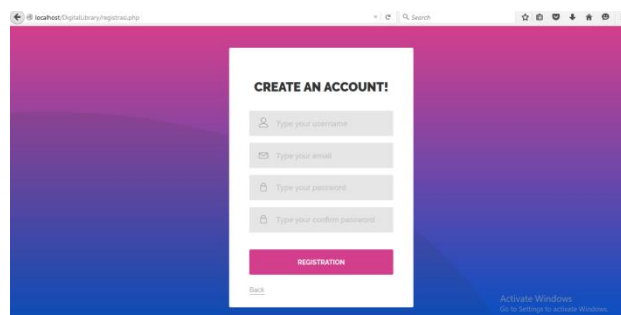 localhost/DigitalLibrary/registrasi.php
Search
CREATE AN ACCOUNT!
Type your username
Type your email
Type your password
Type your confirm password
REGISTRATION
Back
Activate Windows
Go to Settings to activate Windows.